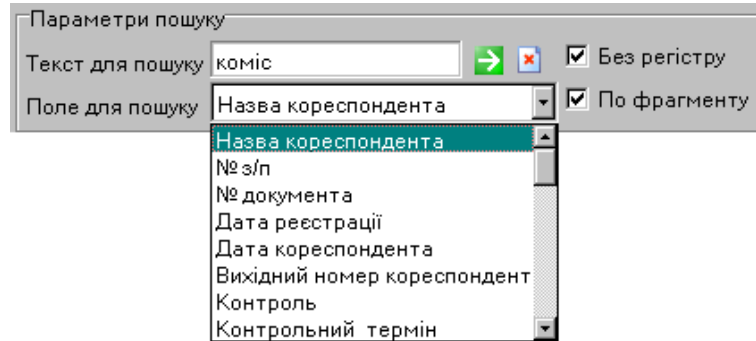 Параметри пошуку
Текст для пошуку коміс Без регістру
Поле для пошуку Назва кореспондента По фрагменту
Назва кореспондента
№ з/п
№ документа
Дата реєстрації
Дата кореспондента
Вихідний номер кореспондент
Контроль
Контрольний термін